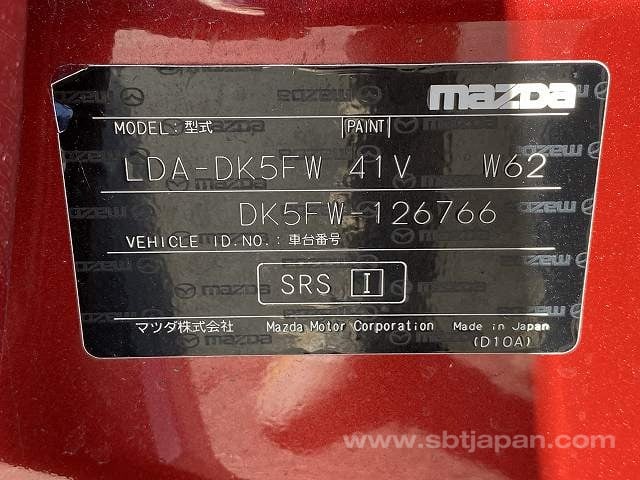 mazda
MODEL:型式 PAINT
LDA-DK5FW 41V W62
DK5FW-126766
VEHICLE ID.NO.:車台番号
SRS I
マツダ株式会社 Mazda Motor Corporation Made in Japan
(D10A)
www.sbtjapan.com